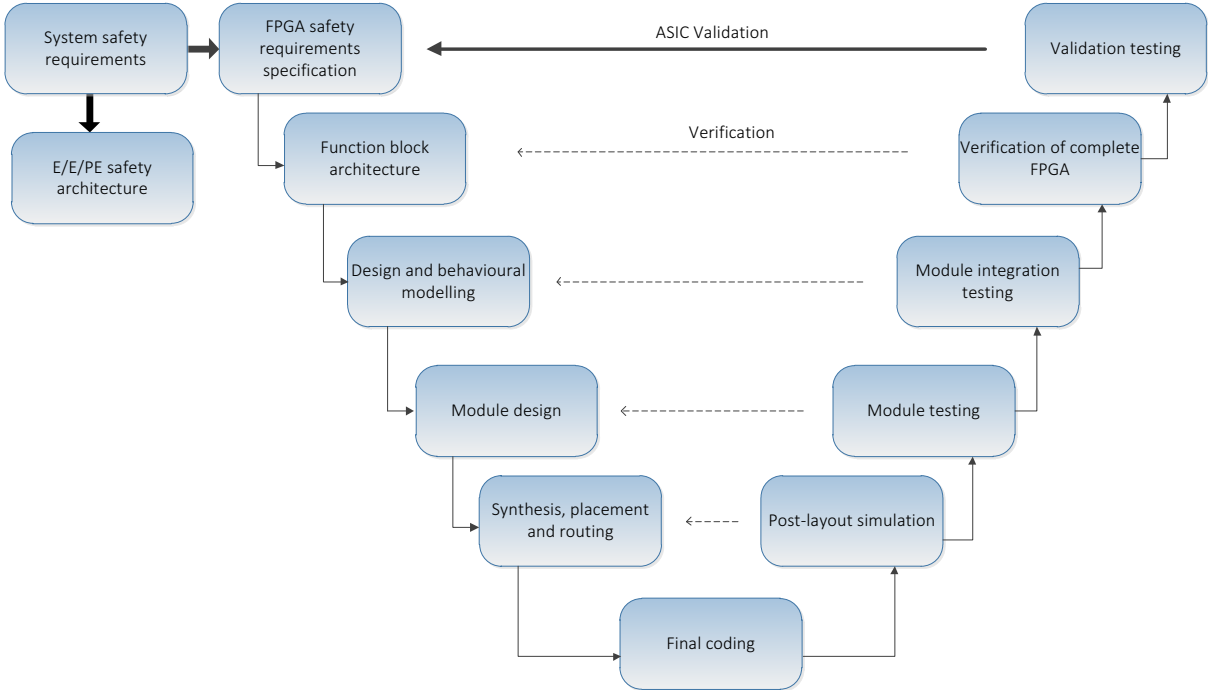 System safety
requirements
FPGA safety
requirements
specification
ASIC Validation
Validation testing
E/E/PE safety
architecture
Function block
architecture
Verification
Verification of complete
FPGA
Design and behavioural
modelling
Module integration
testing
Module design
Module testing
Synthesis, placement
and routing
Post-layout simulation
Final coding